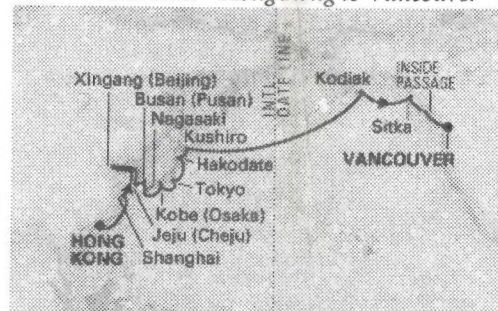 to Vancouver
INT'L
DATE LINE
Kodiak
INSIDE
PASSAGE
Xingang (Beijing)
Busan (Pusan)
Nagasaki
Kushiro
Sitka
Hakodate
VANCOUVER
Tokyo
Kobe (Osaka)
HONG
KONG
Jeju (Cheju)
Shanghai